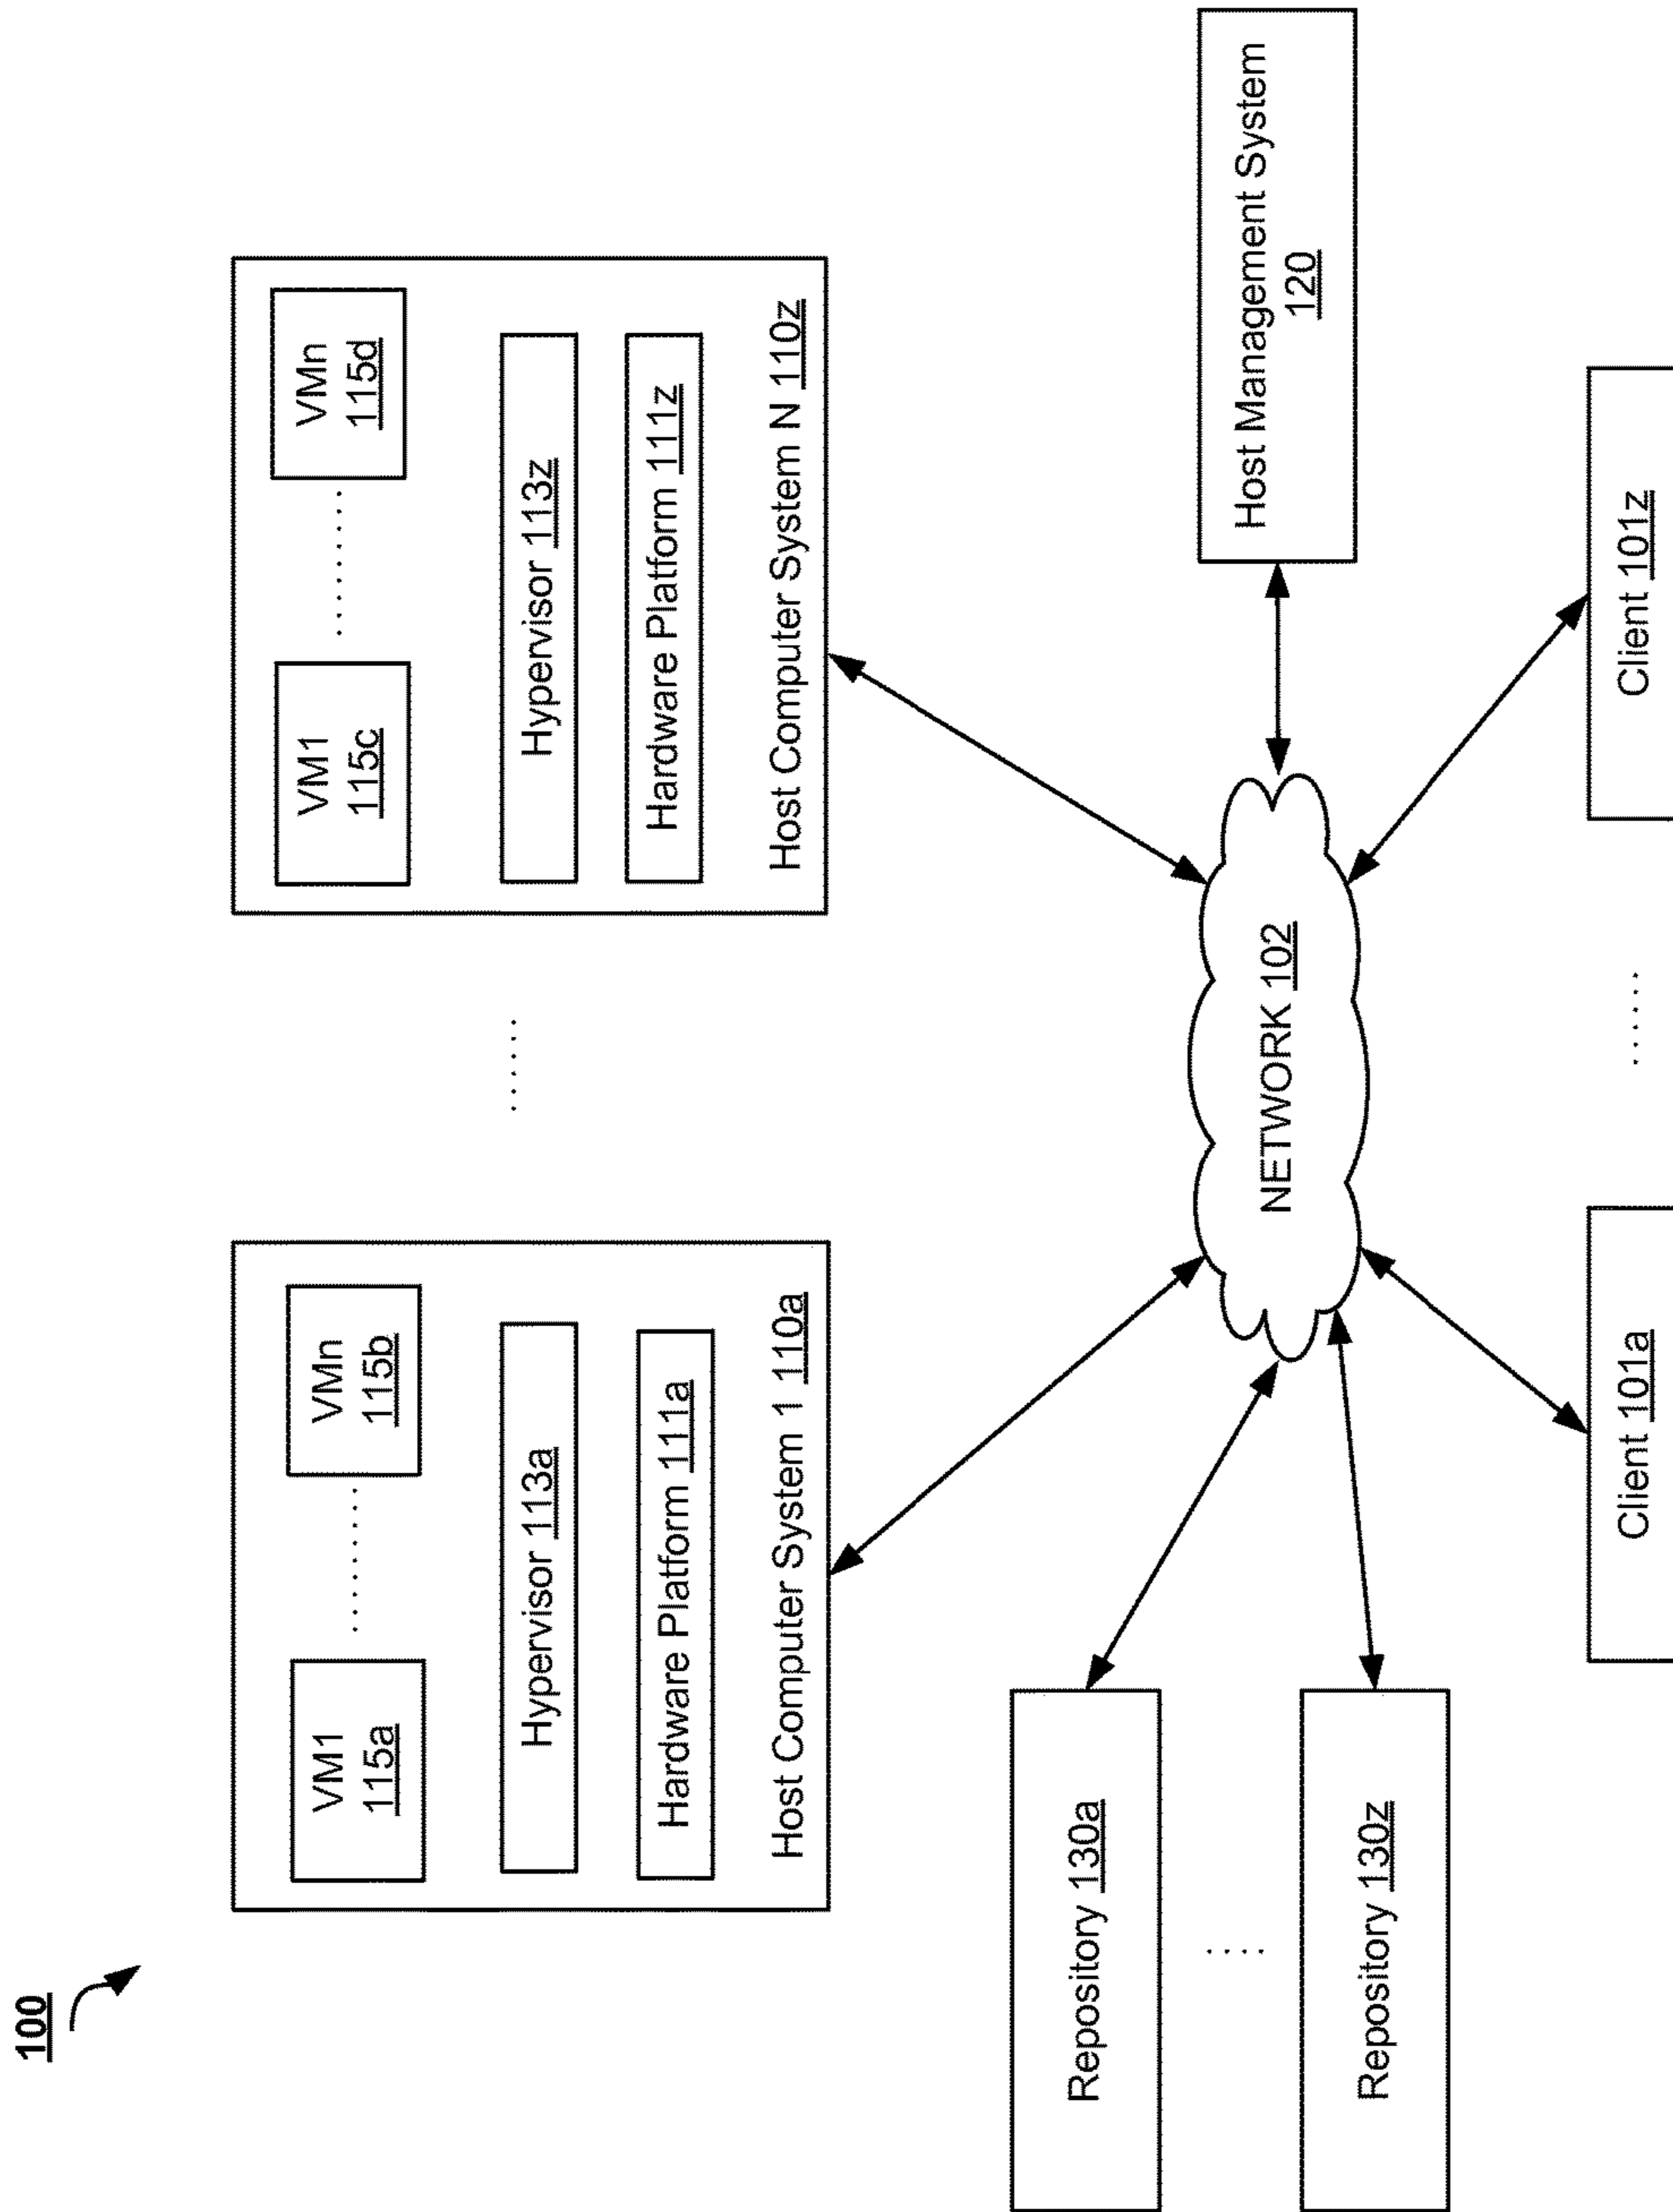 100
VM1
115a
........
VMn
115b
Hypervisor 113a
Hardware Platform 111a
Host Computer System 1 110a
......
VM1
115c
........
VMn
115d
Hypervisor 113z
Hardware Platform 111z
Host Computer System N 110z
Repository 130a
....
Repository 130z
NETWORK 102
Host Management System
120
Client 101a
......
Client 101z